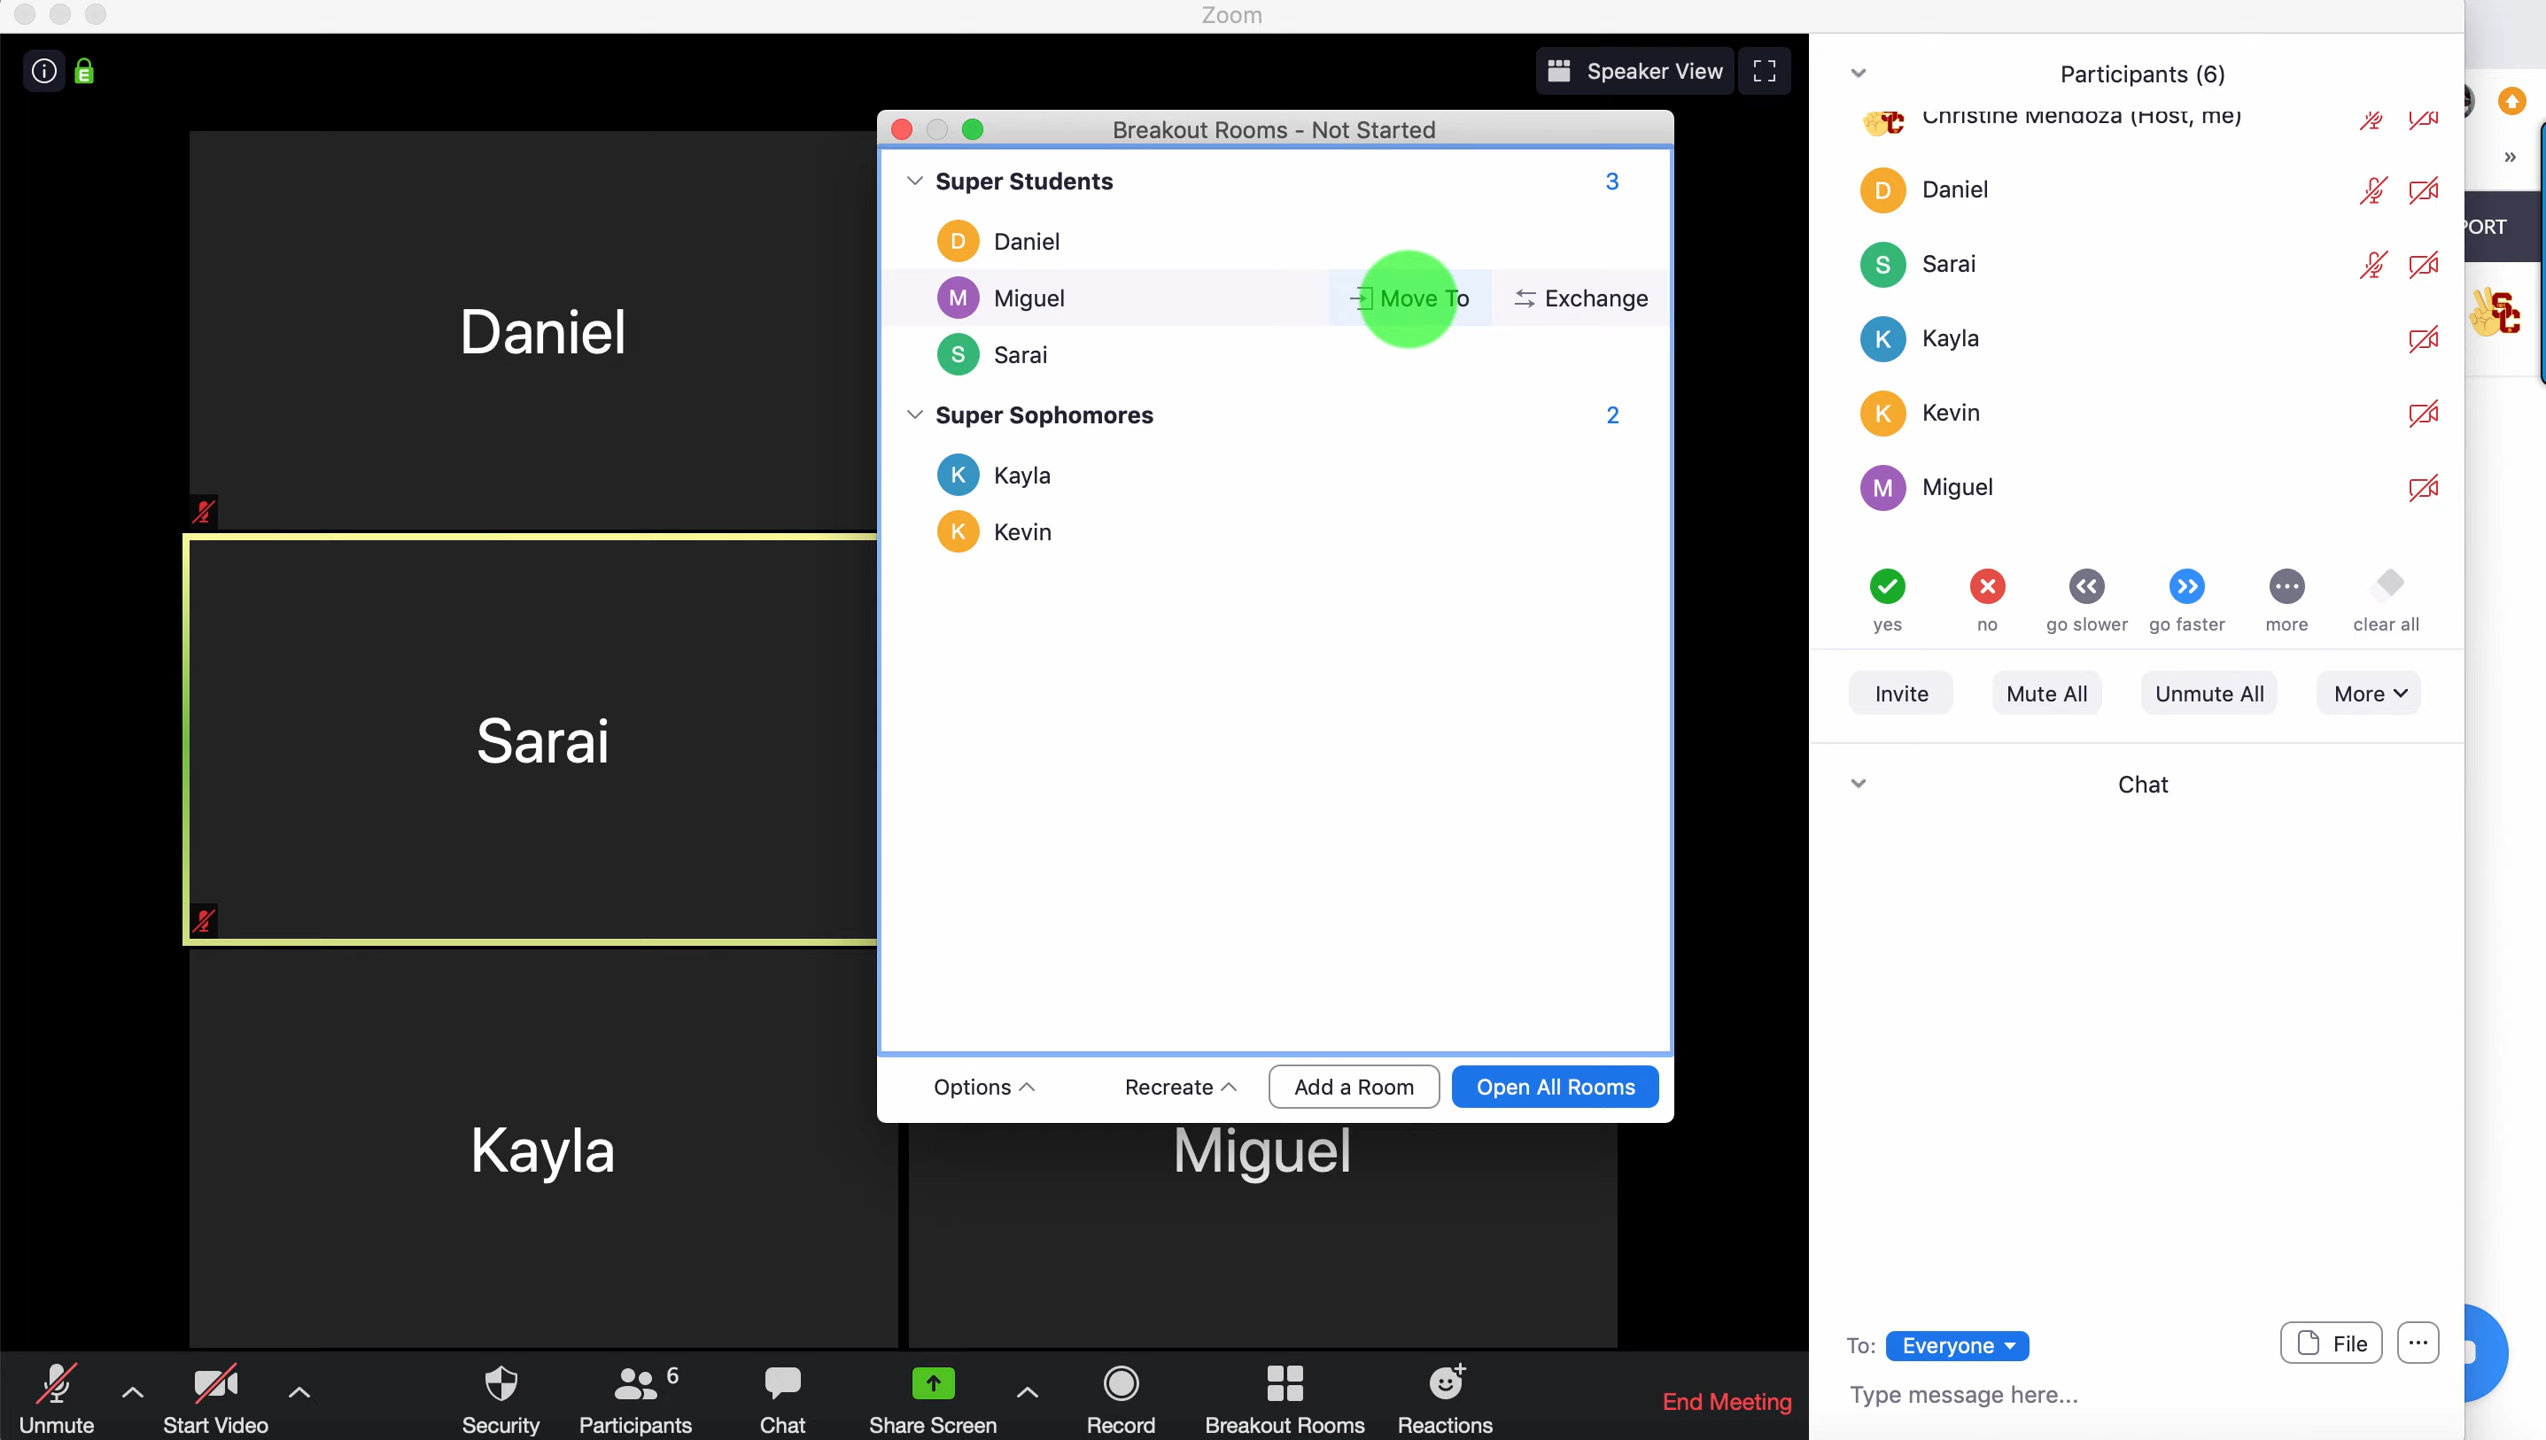 Zoom
Speaker View
Daniel
Sarai
Kayla
Miguel
Breakout Rooms - Not Started
Super Students 3
D Daniel
M Miguel Move To Exchange
S Sarai
Super Sophomores 2
K Kayla
K Kevin
Options Recreate Add a Room Open All Rooms
Participants (6)
Christine Mendoza (Host, me)
D Daniel
S Sarai
K Kayla
K Kevin
M Miguel
yes no go slower go faster more clear all
Invite Mute All Unmute All More
Chat
To: Everyone File
Type message here...
Unmute Start Video Security Participants 6 Chat Share Screen Record Breakout Rooms Reactions End Meeting
SC